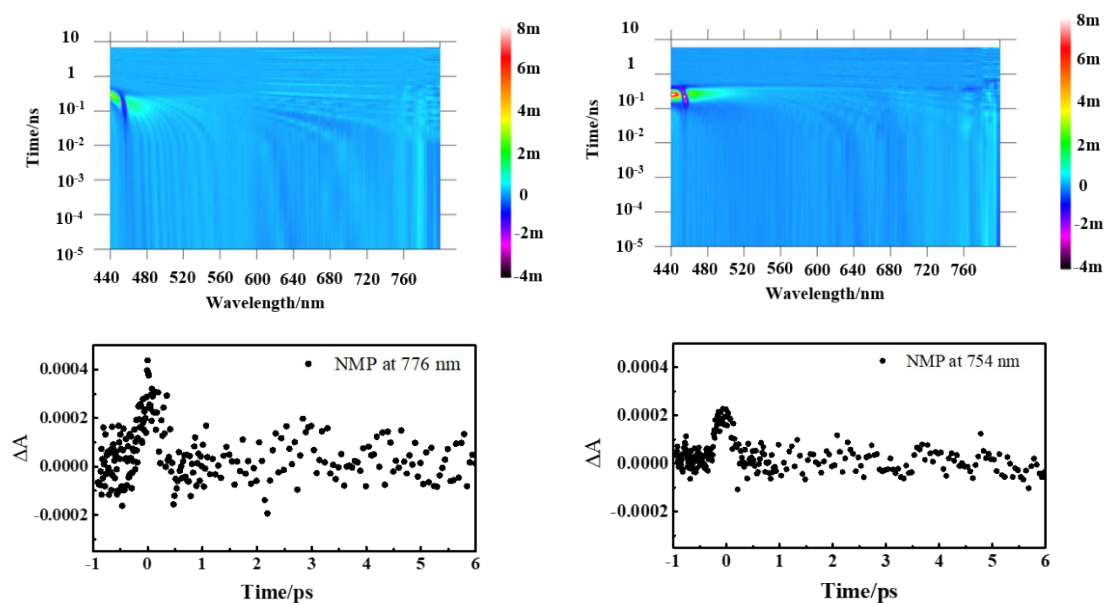 10
1
10-1
10-2
10-3
10-4
10-5
Time/ns
440 480 520 560 600 640 680 720 760
Wavelength/nm
8m
6m
4m
2m
0
-2m
-4m
10
1
10-1
10-2
10-3
10-4
10-5
Time/ns
440 480 520 560 600 640 680 720 760
Wavelength/nm
8m
6m
4m
2m
0
-2m
-4m
NMP at 776 nm
0.0004
0.0002
0.0000
-0.0002
ΔA
-1 0 1 2 3 4 5 6
Time/ps
NMP at 754 nm
0.0004
0.0002
0.0000
-0.0002
ΔA
-1 0 1 2 3 4 5 6
Time/ps